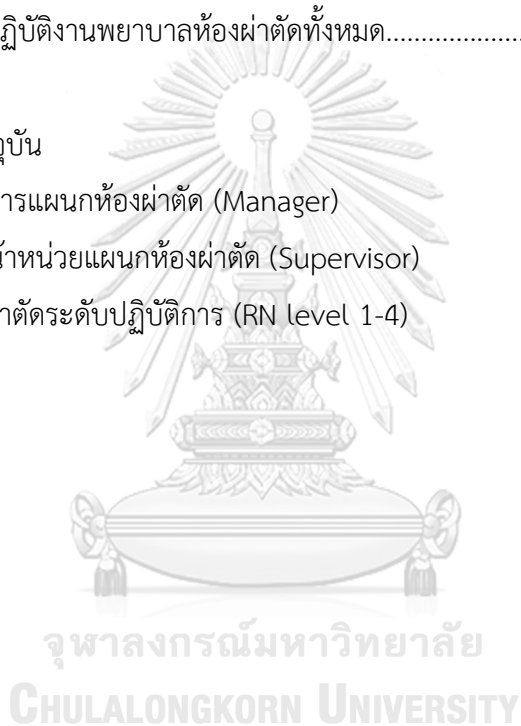 ฏิบัติงานพยาบาลห้องผ่าตัดทั้งหมด....................
จุบัน
การแผนกห้องผ่าตัด (Manager)
น้าหน่วยแผนกห้องผ่าตัด (Supervisor)
าตัดระดับปฏิบัติการ (RN level 1-4)
จุฬาลงกรณ์มหาวิทยาลัย
CHULALONGKORN UNIVERSITY